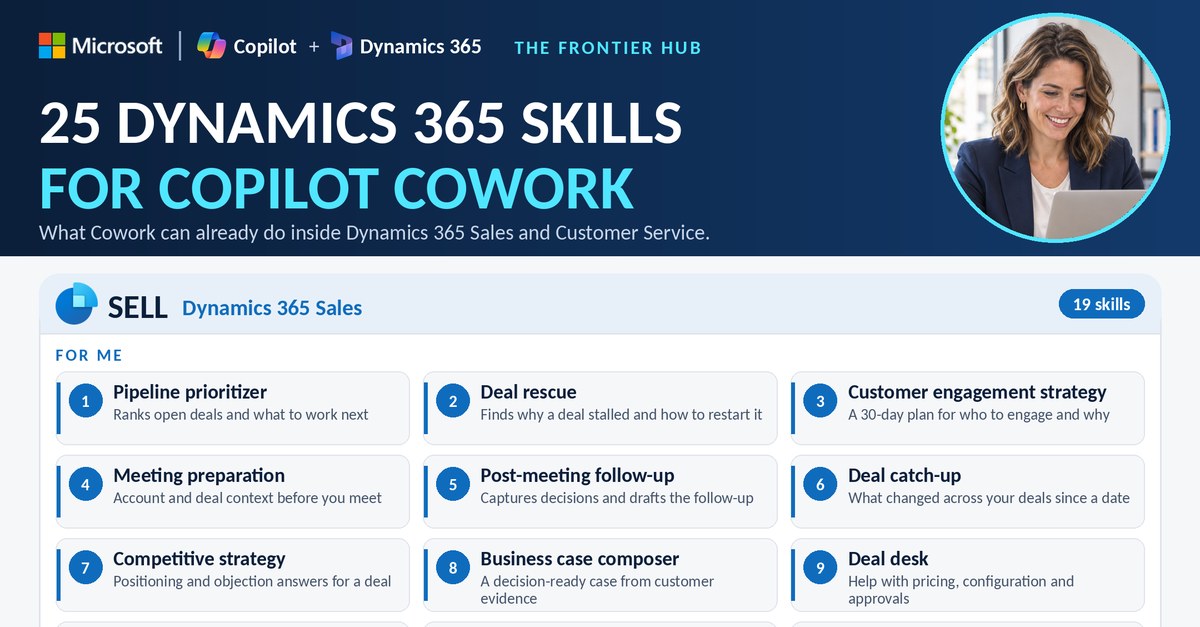 Microsoft | Copilot + Dynamics 365 THE FRONTIER HUB
25 DYNAMICS 365 SKILLS
FOR COPILOT COWORK
What Cowork can already do inside Dynamics 365 Sales and Customer Service.
SELL Dynamics 365 Sales 19 skills
FOR ME
1 Pipeline prioritizer
Ranks open deals and what to work next
2 Deal rescue
Finds why a deal stalled and how to restart it
3 Customer engagement strategy
A 30-day plan for who to engage and why
4 Meeting preparation
Account and deal context before you meet
5 Post-meeting follow-up
Captures decisions and drafts the follow-up
6 Deal catch-up
What changed across your deals since a date
7 Competitive strategy
Positioning and objection answers for a deal
8 Business case composer
A decision-ready case from customer
evidence
9 Deal desk
Help with pricing, configuration and
approvals